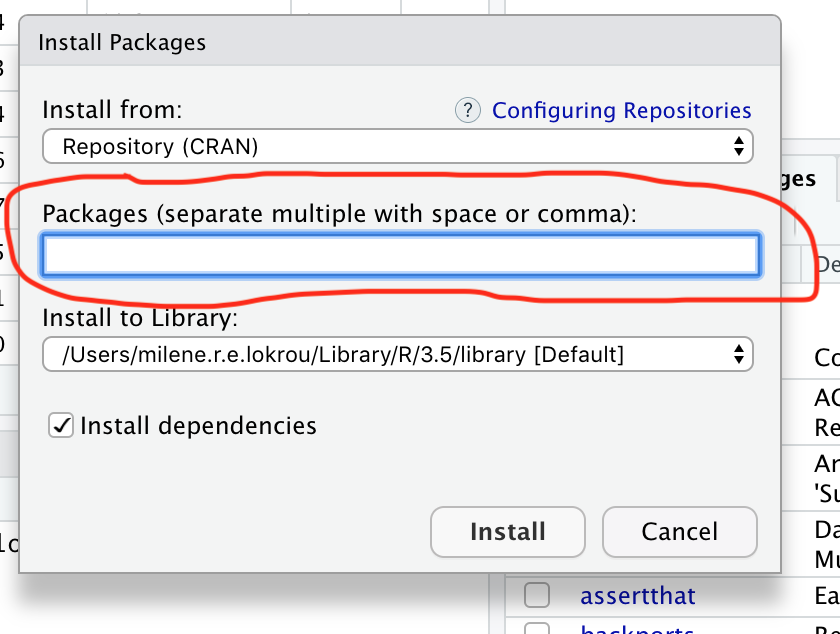 Install Packages
Install from:
? Configuring Repositories
Repository (CRAN)
ges
Packages (separate multiple with space or comma):
De
Install to Library:
/Users/milene.r.e.lokrou/Library/R/3.5/library [Default]
Co
AC
Re
Install dependencies
An
'Su
Install
Cancel
Da
Mu
assertthat
Ea